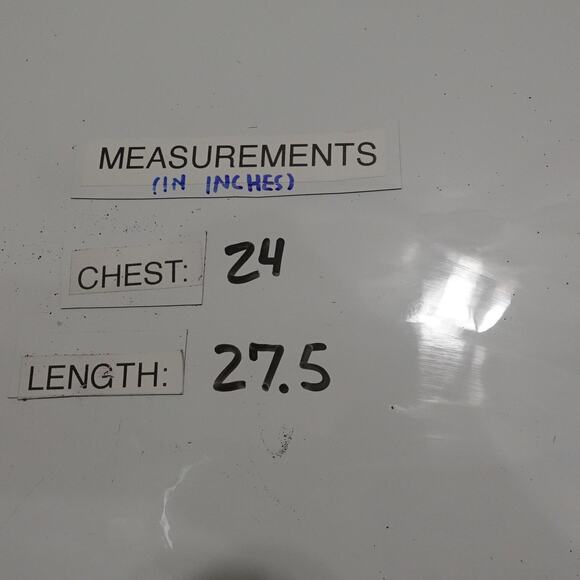 MEASUREMENTS
(IN INCHES)
CHEST: 24
LENGTH: 27.5